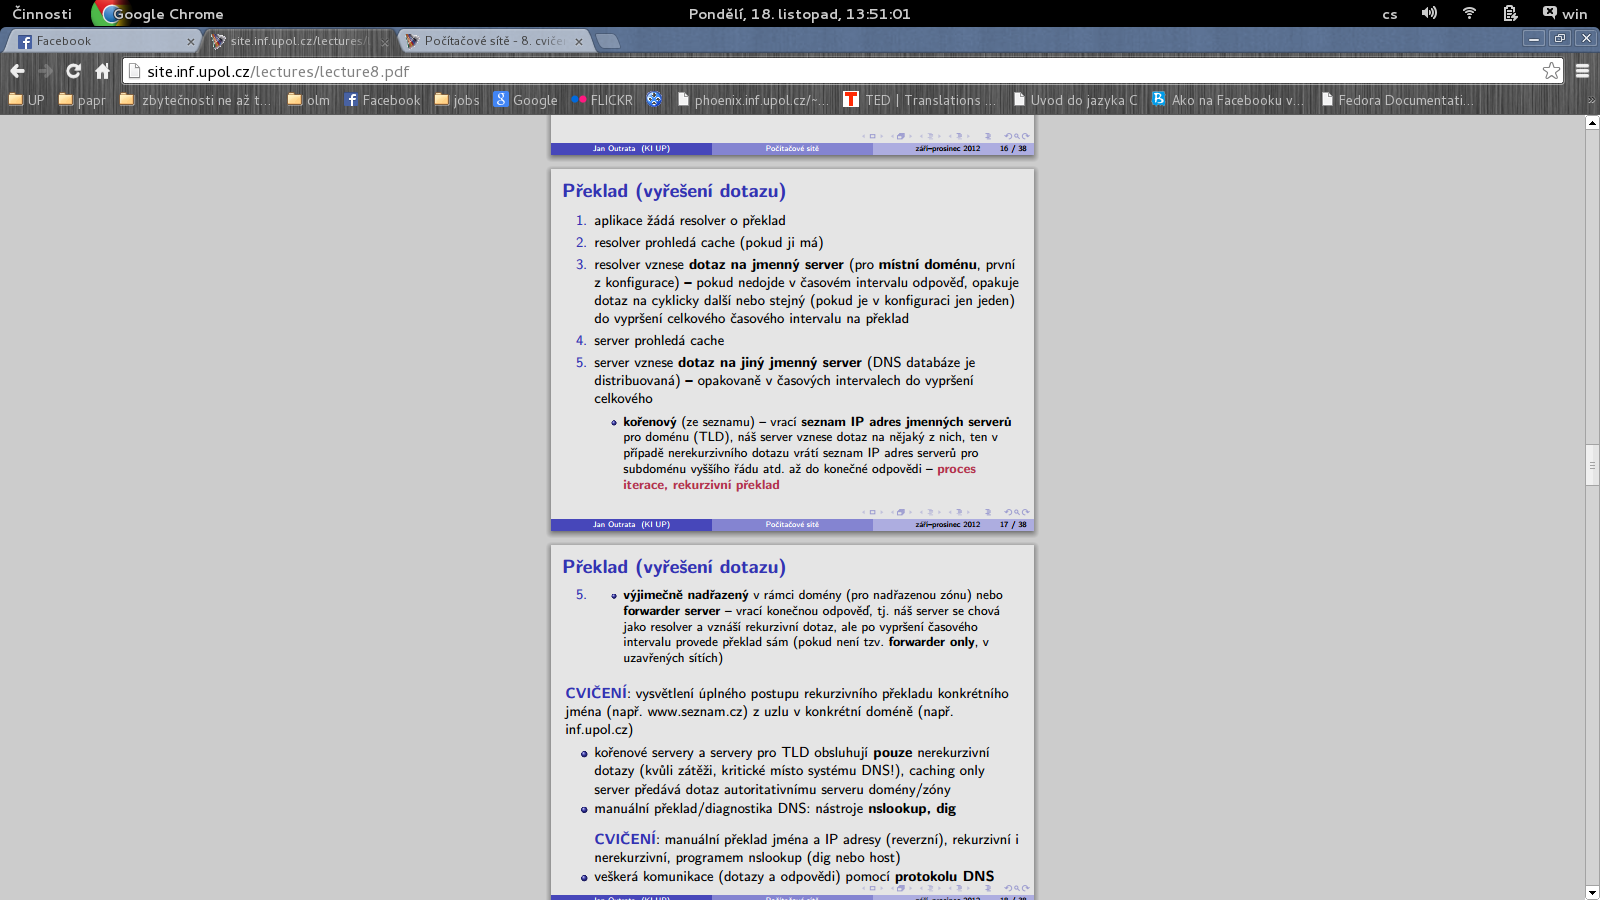 Činnosti Google Chrome Pondělí, 18. listopad, 13:51:01 cs win
Facebook site.inf.upol.cz/lectures/ Počítačové sítě - 8. cviče
site.inf.upol.cz/lectures/lecture8.pdf
UP papr zbytečnosti ne až t... olm Facebook jobs Google FLICKR phoenix.inf.upol.cz/~... TED | Translations ... Úvod do jazyka C Ako na Facebooku v... Fedora Documentati...
Jan Outrata (KI UP) Počítačové sítě září–prosinec 2012 16 / 38
Překlad (vyřešení dotazu)
1. aplikace žádá resolver o překlad
2. resolver prohledá cache (pokud ji má)
3. resolver vznese dotaz na jmenný server (pro místní doménu, první
z konfigurace) – pokud nedojde v časovém intervalu odpověď, opakuje
dotaz na cyklicky další nebo stejný (pokud je v konfiguraci jen jeden)
do vypršení celkového časového intervalu na překlad
4. server prohledá cache
5. server vznese dotaz na jiný jmenný server (DNS databáze je
distribuovaná) – opakovaně v časových intervalech do vypršení
celkového
kořenový (ze seznamu) – vrací seznam IP adres jmenných serverů
pro doménu (TLD), náš server vznese dotaz na nějaký z nich, ten v
případě nerekurzivního dotazu vrátí seznam IP adres serverů pro
subdoménu vyššího řádu atd. až do konečné odpovědi – proces
iterace, rekurzivní překlad
Jan Outrata (KI UP) Počítačové sítě září–prosinec 2012 17 / 38
Překlad (vyřešení dotazu)
5. výjimečně nadřazený v rámci domény (pro nadřazenou zónu) nebo
forwarder server – vrací konečnou odpověď, tj. náš server se chová
jako resolver a vznáší rekurzivní dotaz, ale po vypršení časového
intervalu provede překlad sám (pokud není tzv. forwarder only, v
uzavřených sítích)
CVIČENÍ: vysvětlení úplného postupu rekurzivního překladu konkrétního
jména (např. www.seznam.cz) z uzlu v konkrétní doméně (např.
inf.upol.cz)
kořenové servery a servery pro TLD obsluhují pouze nerekurzivní
dotazy (kvůli zátěži, kritické místo systému DNS!), caching only
server předává dotaz autoritativnímu serveru domény/zóny
manuální překlad/diagnostika DNS: nástroje nslookup, dig
CVIČENÍ: manuální překlad jména a IP adresy (reverzní), rekurzivní i
nerekurzivní, programem nslookup (dig nebo host)
veškerá komunikace (dotazy a odpovědi) pomocí protokolu DNS
Jan Outrata (KI UP) Počítačové sítě září–prosinec 2012 18 / 38